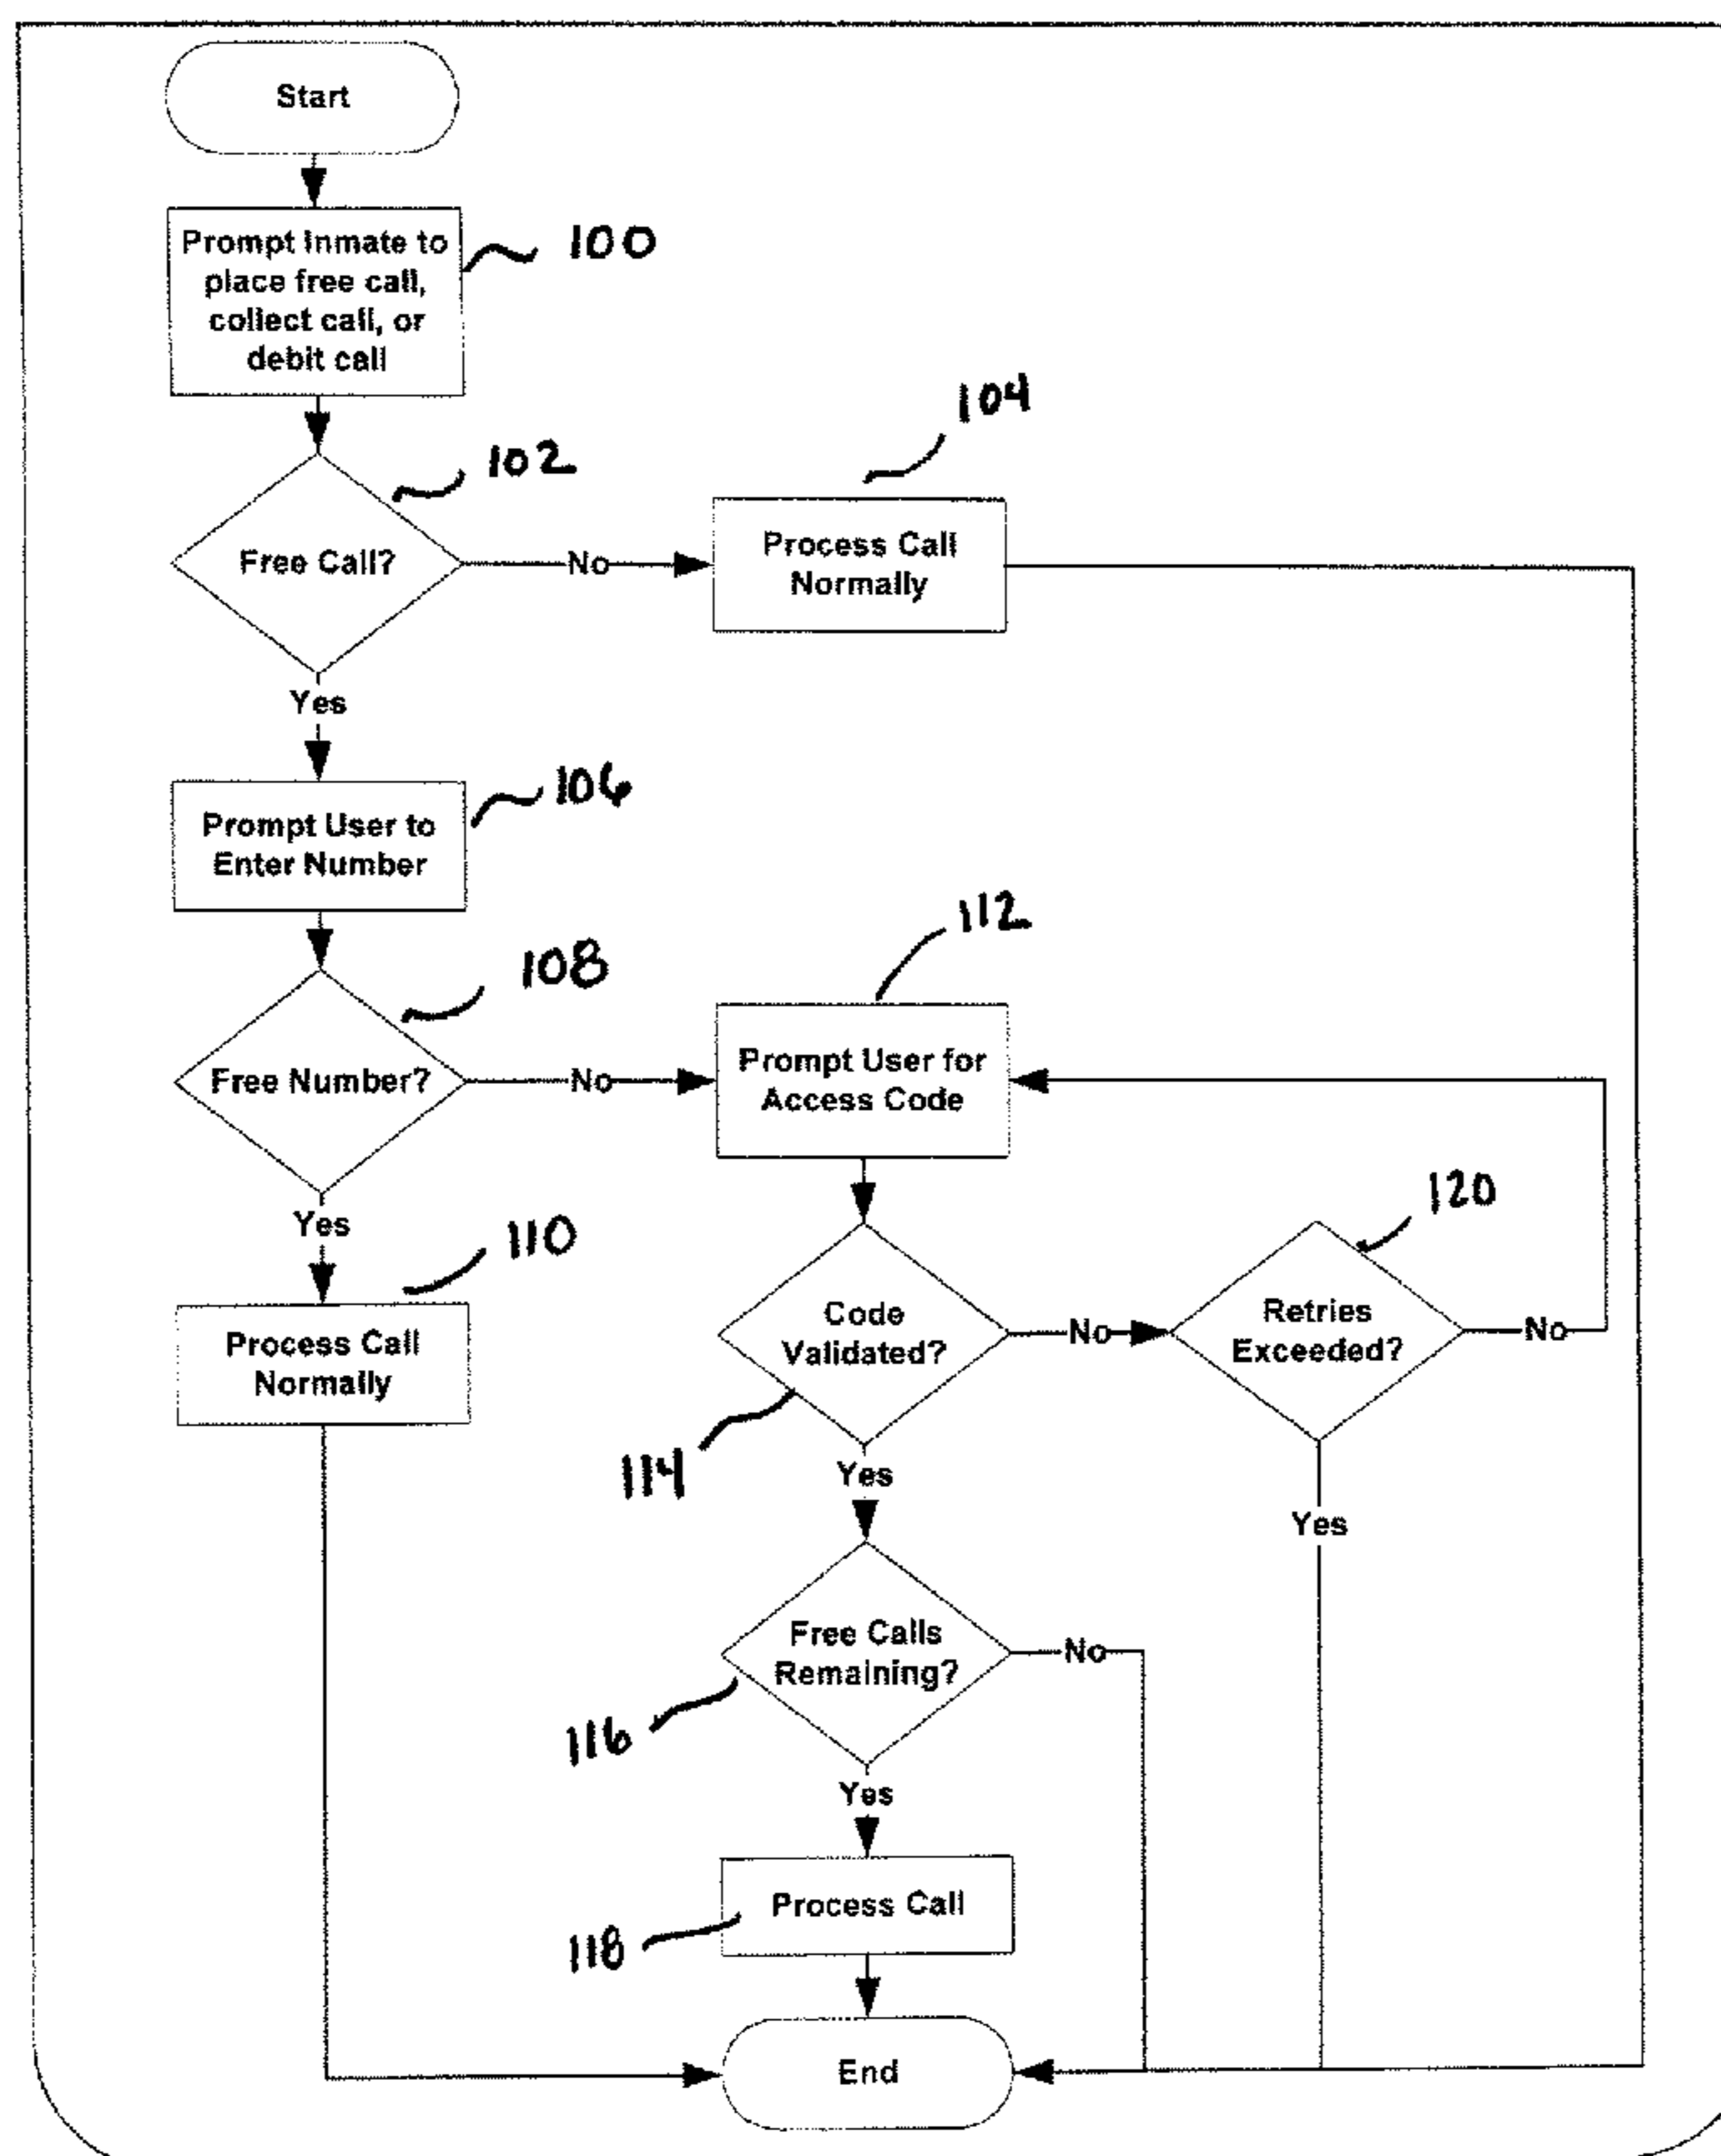 Start
Prompt Inmate to
place free call,
collect call, or
debit call
100
102
Free Call?
No
104
Process Call
Normally
Yes
106
Prompt User to
Enter Number
108
Free Number?
No
112
Prompt User for
Access Code
Yes
110
Process Call
Normally
Code
Validated?
114
No
120
Retries
Exceeded?
No
Yes
Yes
Free Calls
Remaining?
116
No
Yes
Process Call
118
End